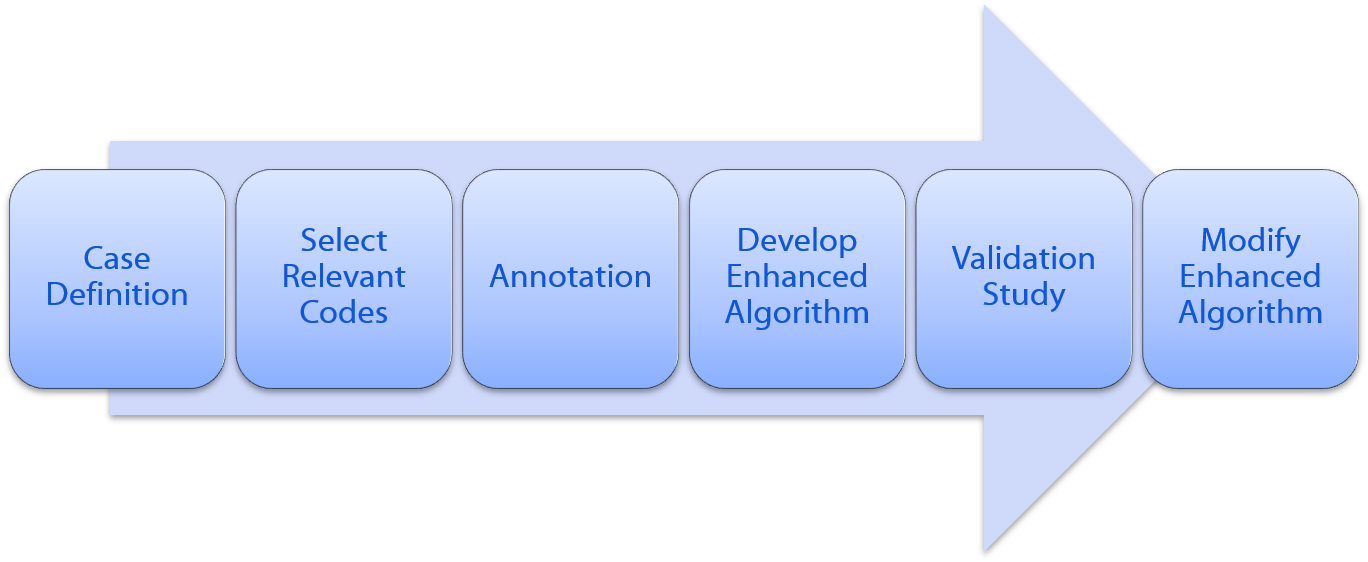 Case
Definition
Select
Relevant
Codes
Annotation
Develop
Enhanced
Algorithm
Validation
Study
Modify
Enhanced
Algorithm